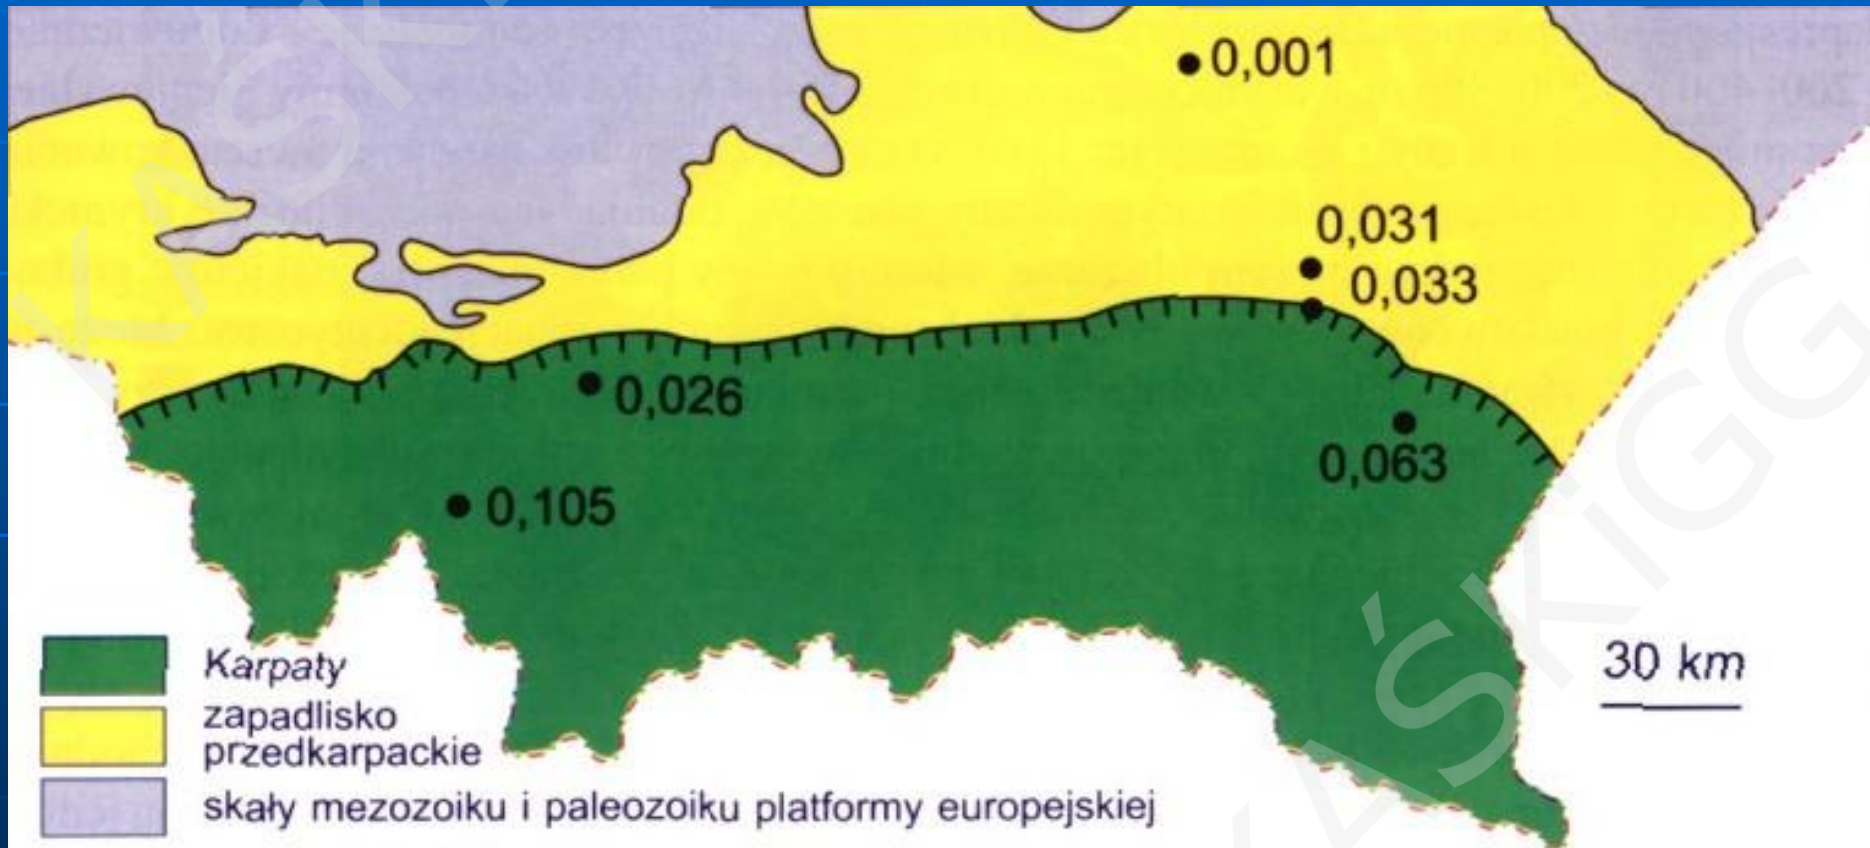 0,001
0,031
0,033
0,026
0,063
0,105
30 km
Karpaty
zapadlisko
przedkarpackie
skały mezozoiku i paleozoiku platformy europejskiej
KAŚKiGG